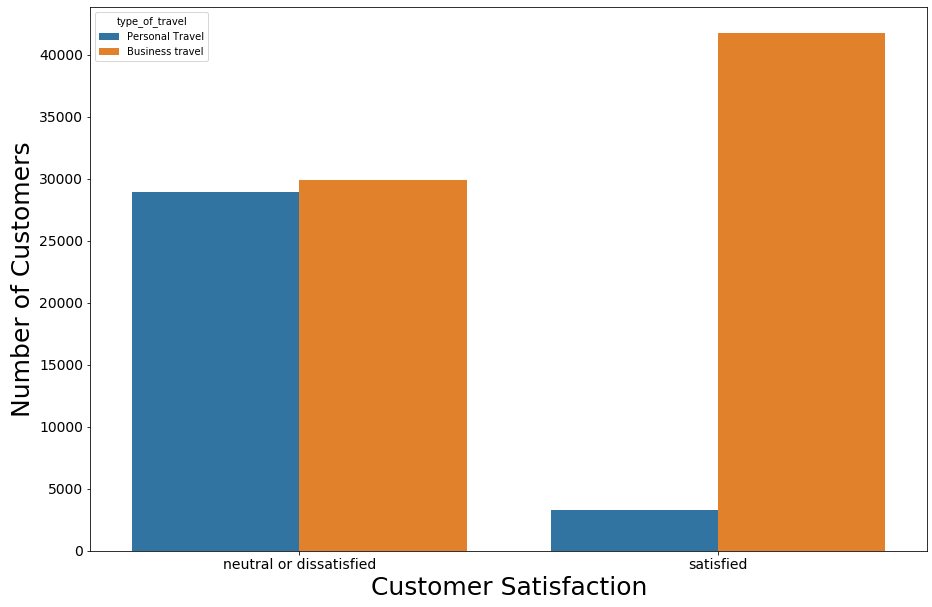 type_of_travel
Personal Travel
Business travel
40000
35000
30000
25000
20000
15000
10000
5000
0
Number of Customers
neutral or dissatisfied
satisfied
Customer Satisfaction